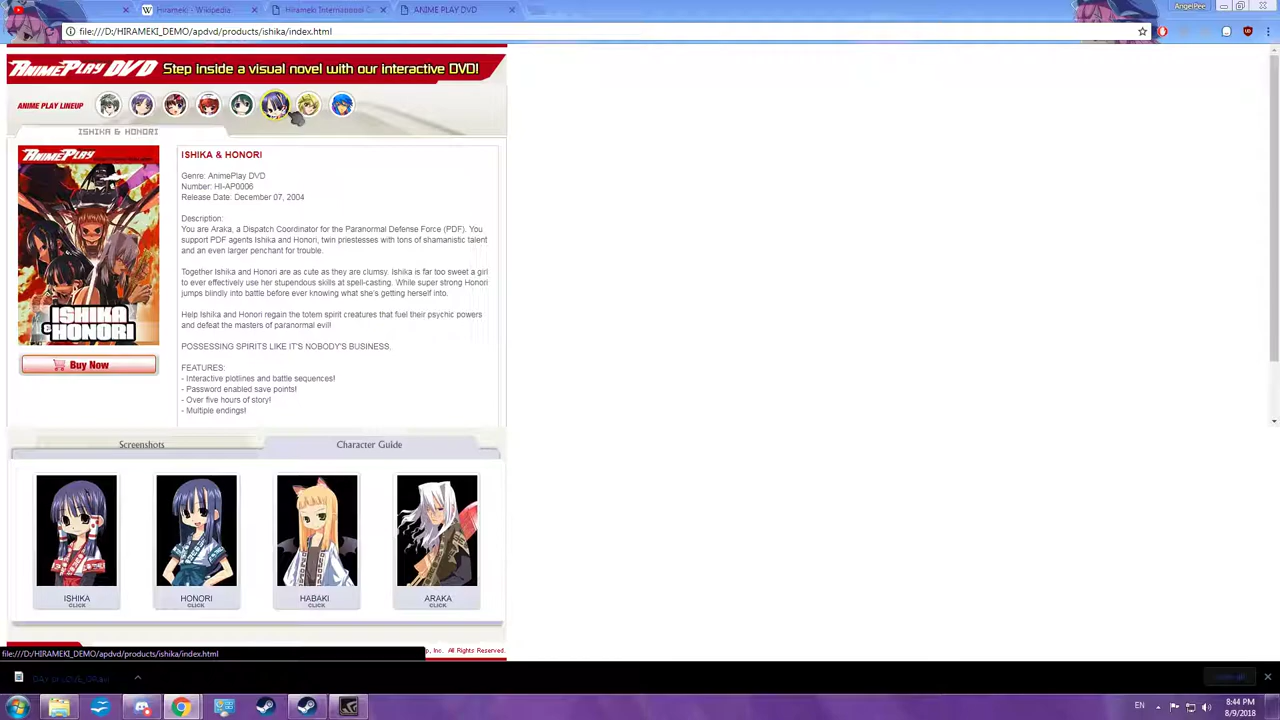 Hirameki - Wikipedia
Hirameki International G
ANIME PLAY DVD
AngelPee
file:///D:/HIRAMEKI_DEMO/apdvd/products/ishika/index.html
ANIMEPLAY DVD Step inside a visual novel with our interactive DVD!
ANIME PLAY LINEUP
ISHIKA & HONORI
ANIMEPLAY
ISHIKA & HONORI
Buy Now
ISHIKA & HONORI
Genre: AnimePlay DVD
Number: HI-AP0006
Release Date: December 07, 2004
Description:
You are Araka, a Dispatch Coordinator for the Paranormal Defense Force (PDF). You
support PDF agents Ishika and Honori, twin priestesses with tons of shamanistic talent
and an even larger penchant for trouble.
Together Ishika and Honori are as cute as they are clumsy. Ishika is far too sweet a girl
to ever effectively use her stupendous skills at spell-casting. While super strong Honori
jumps blindly into battle before ever knowing what she's getting herself into.
Help Ishika and Honori regain the totem spirit creatures that fuel their psychic powers
and defeat the masters of paranormal evil!
POSSESSING SPIRITS LIKE IT'S NOBODY'S BUSINESS.
FEATURES:
- Interactive plotlines and battle sequences!
- Password enabled save points!
- Over five hours of story!
- Multiple endings!
Screenshots
Character Guide
ISHIKA
CLICK
HONORI
CLICK
HABAKI
CLICK
ARAKA
CLICK
file:///D:/HIRAMEKI_DEMO/apdvd/products/ishika/index.html
Inc. All Rights Reserved.
EN
8:44 PM
8/9/2018